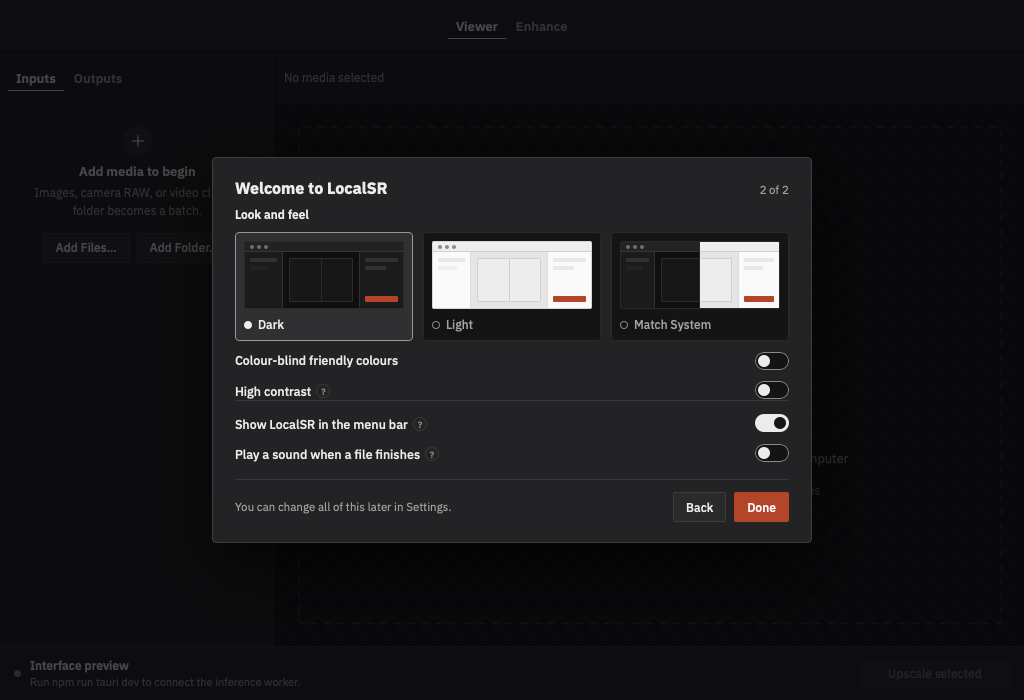 Viewer Enhance
Inputs Outputs
No media selected
Add media to begin
Images, camera RAW, or video
folder becomes a batch.
Add Files... Add Folder
Welcome to LocalSR
2 of 2
Look and feel
Dark
Light
Match System
Colour-blind friendly colours
High contrast ?
Show LocalSR in the menu bar ?
Play a sound when a file finishes ?
You can change all of this later in Settings.
Back
Done
Interface preview
Run npm run tauri dev to connect the inference worker.
Upscale selected